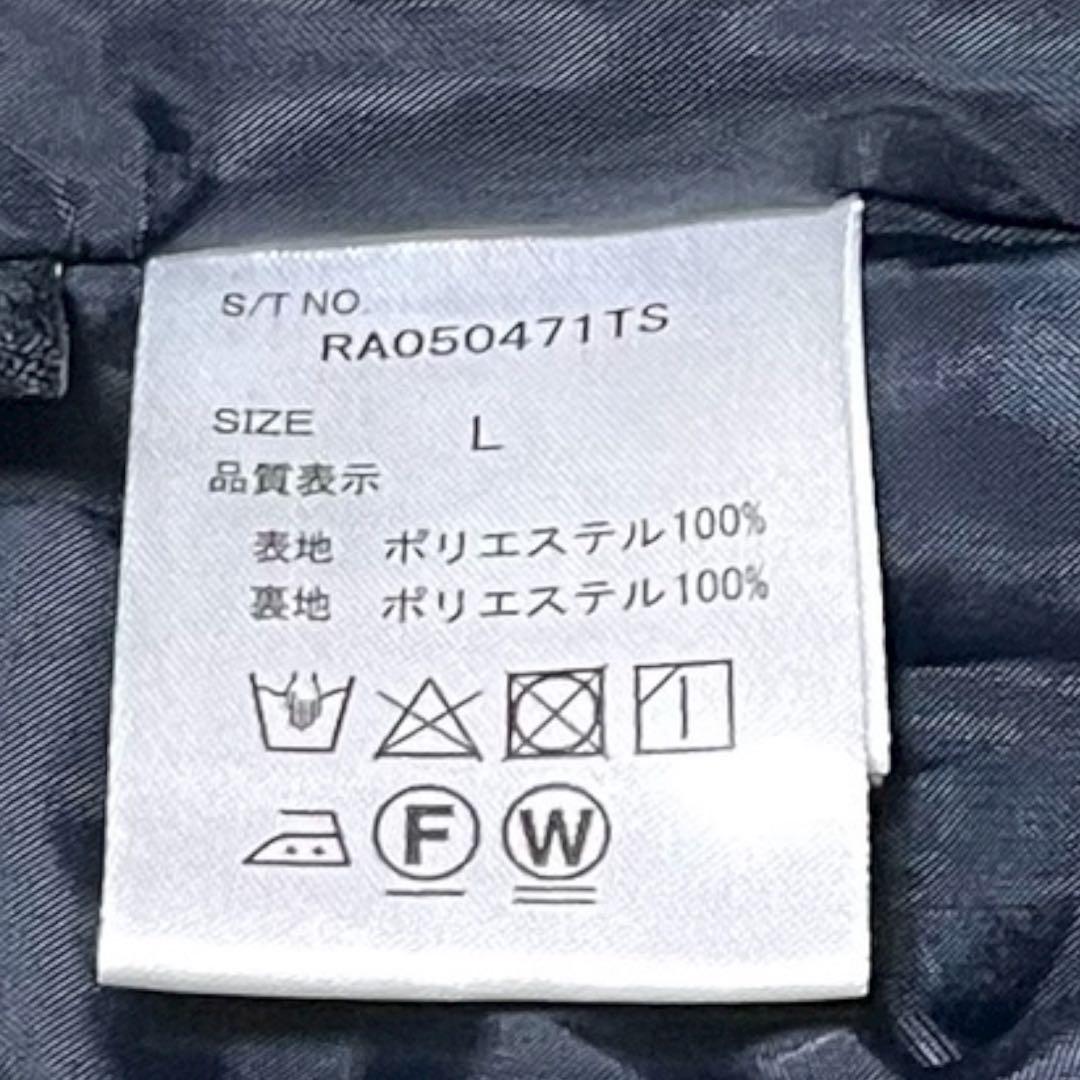 S/T NO.
RA050471TS
SIZE L
品質表示
表地 ポリエステル100%
裏地 ポリエステル100%
F W